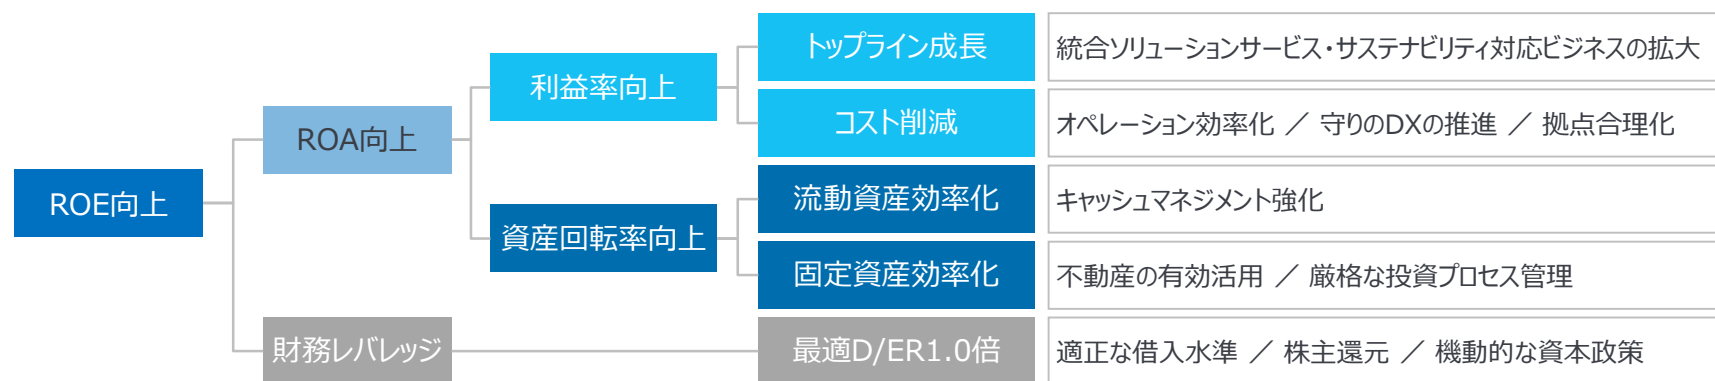 ROE向上
ROA向上
財務レバレッジ
利益率向上
資産回転率向上
トップライン成長
統合ソリューションサービス・サステナビリティ対応ビジネスの拡大
コスト削減
オペレーション効率化 ／ 守りのDXの推進 ／ 拠点合理化
流動資産効率化
キャッシュマネジメント強化
固定資産効率化
不動産の有効活用 ／ 厳格な投資プロセス管理
最適D/ER1.0倍
適正な借入水準 ／ 株主還元 ／ 機動的な資本政策